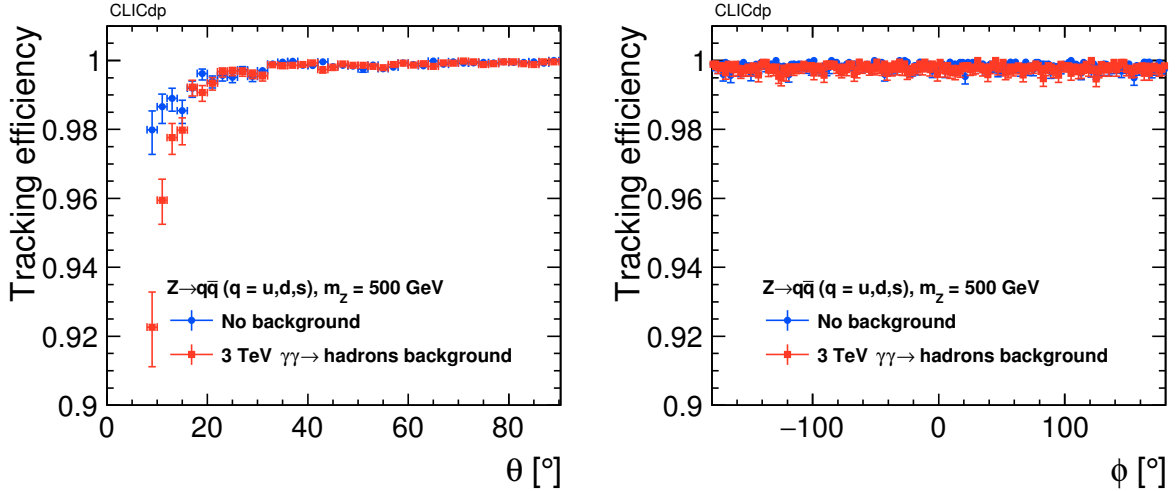 CLICdp
Tracking efficiency
1
0.98
0.96
0.94
0.92
0.9
Z→qq̅ (q = u,d,s), m_Z = 500 GeV
No background
3 TeV γγ→ hadrons background
0 20 40 60 80
θ [°]
CLICdp
Tracking efficiency
1
0.98
0.96
0.94
0.92
0.9
Z→qq̅ (q = u,d,s), m_Z = 500 GeV
No background
3 TeV γγ→ hadrons background
−100 0 100
ϕ [°]